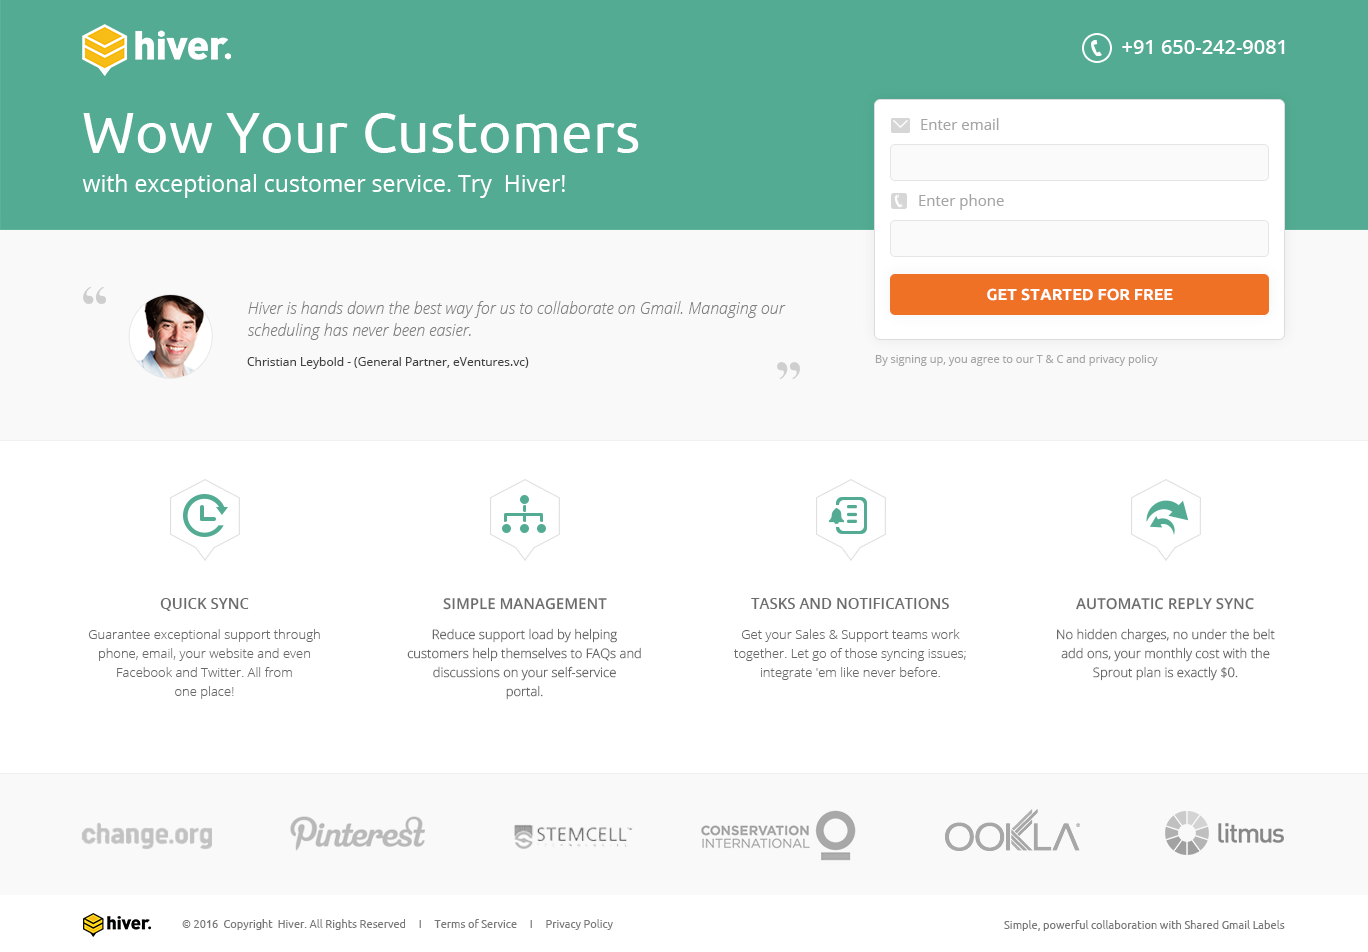 hiver.
+91 650-242-9081
Wow Your Customers
with exceptional customer service. Try Hiver!
Enter email
Enter phone
GET STARTED FOR FREE
By signing up, you agree to our T & C and privacy policy
“
Hiver is hands down the best way for us to collaborate on Gmail. Managing our
scheduling has never been easier.
Christian Leybold - (General Partner, eVentures.vc)
”
QUICK SYNC
Guarantee exceptional support through
phone, email, your website and even
Facebook and Twitter. All from
one place!
SIMPLE MANAGEMENT
Reduce support load by helping
customers help themselves to FAQs and
discussions on your self-service
portal.
TASKS AND NOTIFICATIONS
Get your Sales & Support teams work
together. Let go of those syncing issues;
integrate 'em like never before.
AUTOMATIC REPLY SYNC
No hidden charges, no under the belt
add ons, your monthly cost with the
Sprout plan is exactly $0.
change.org
Pinterest
STEMCELL™
CONSERVATION
INTERNATIONAL
OOKLA®
litmus
hiver.
© 2016 Copyright Hiver. All Rights Reserved | Terms of Service | Privacy Policy
Simple, powerful collaboration with Shared Gmail Labels